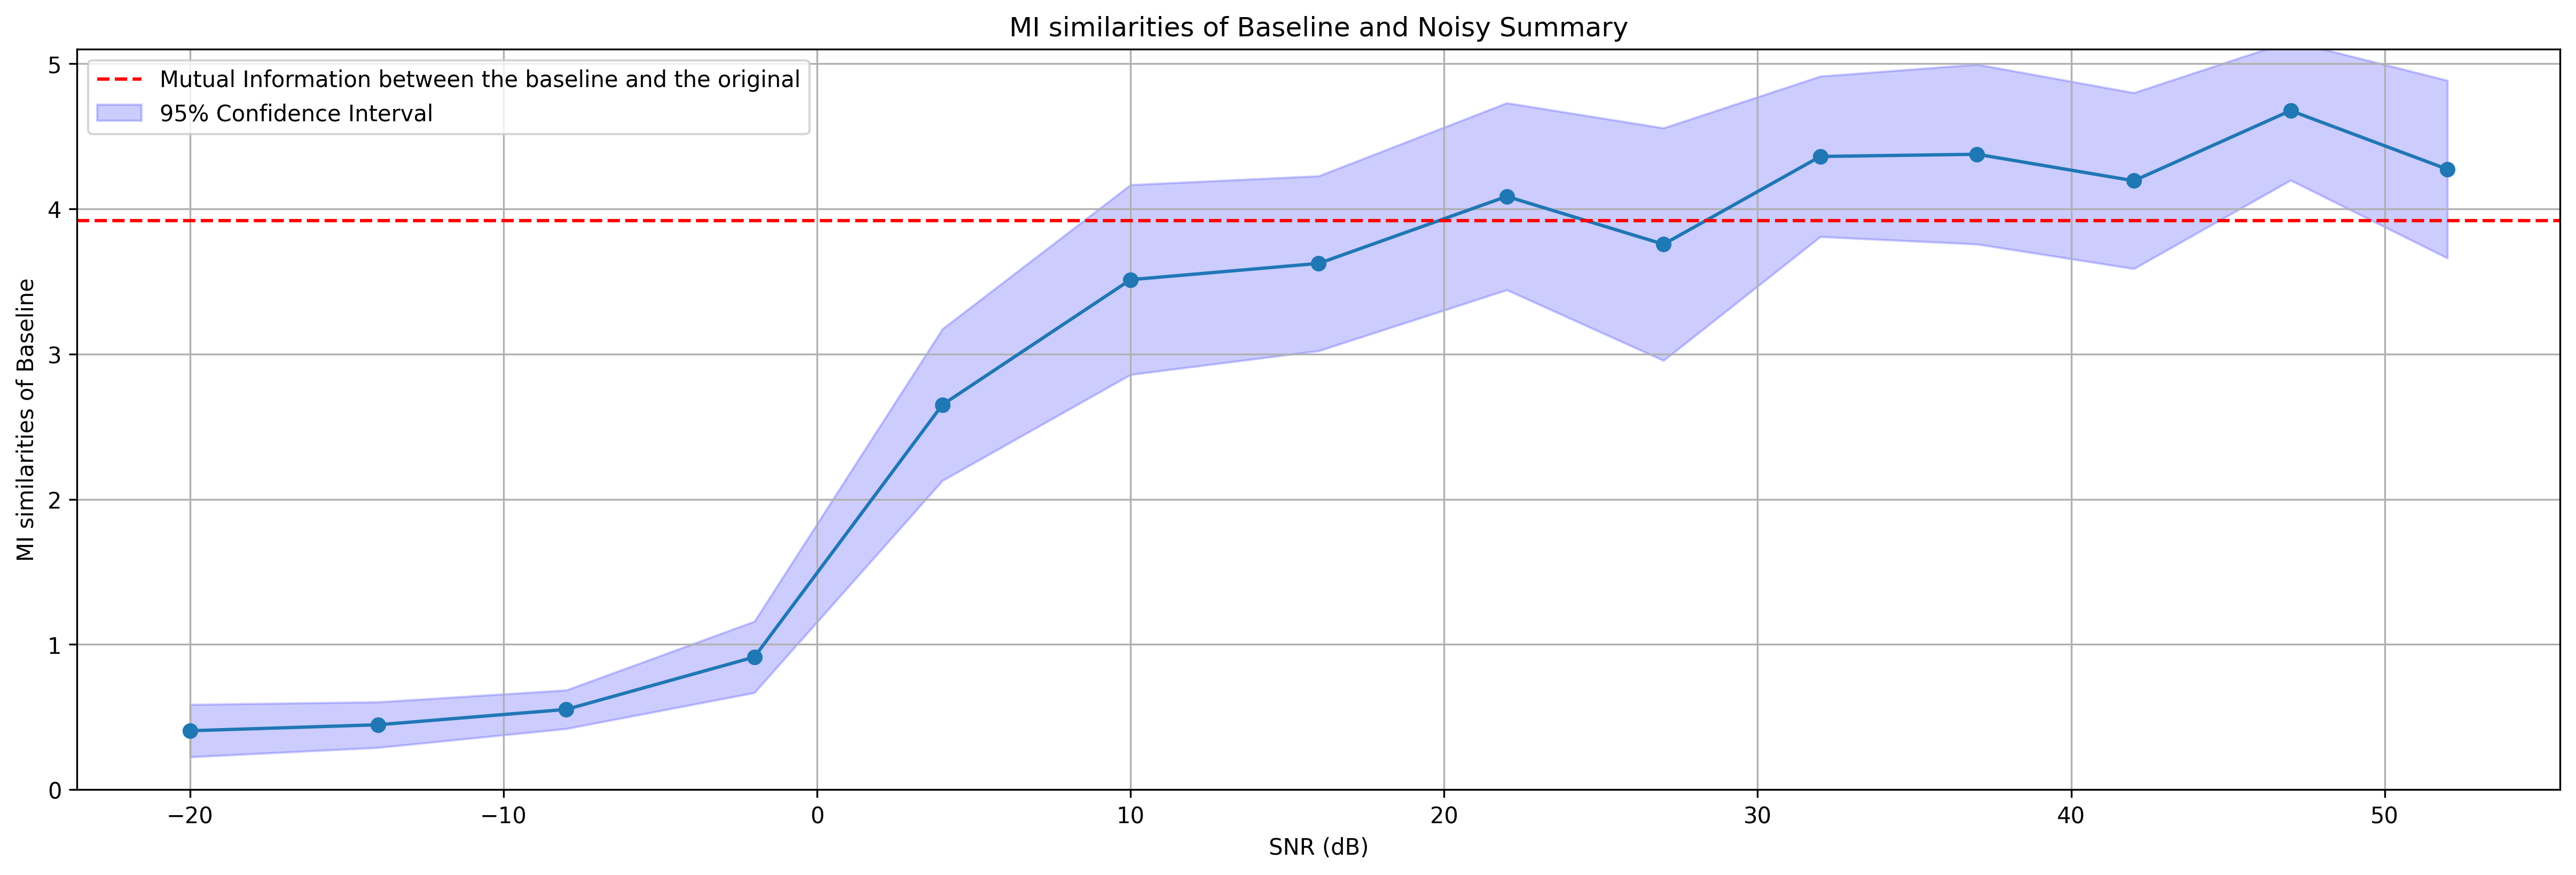 MI similarities of Baseline and Noisy Summary
Mutual Information between the baseline and the original
95% Confidence Interval
MI similarities of Baseline
5
4
3
2
1
0
−20 −10 0 10 20 30 40 50
SNR (dB)